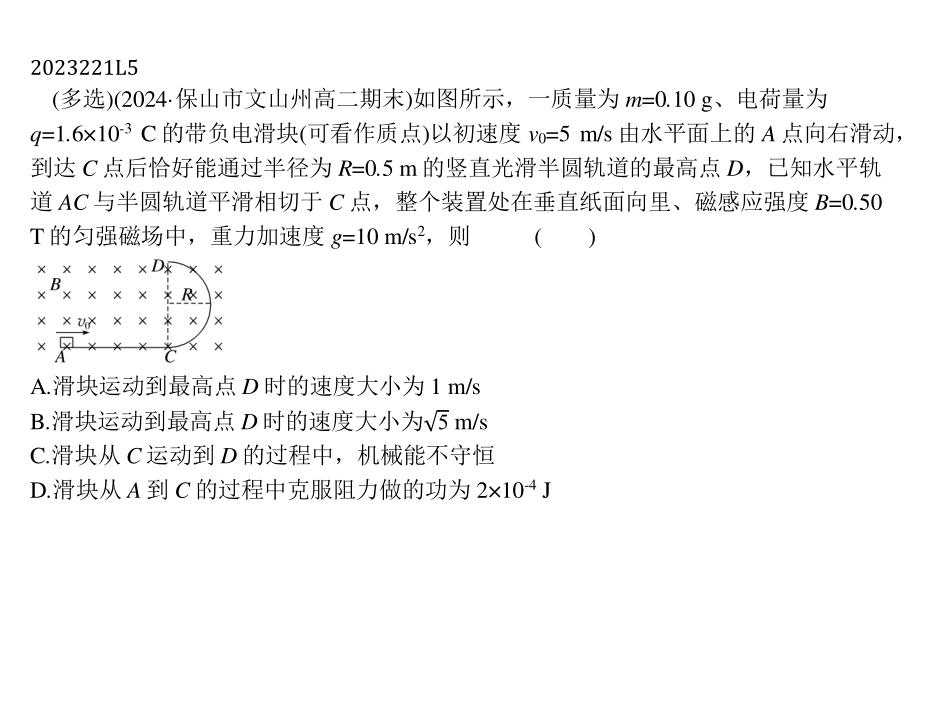 2023221L5
(多选)(2024·保山市文山州高二期末)如图所示，一质量为 m=0.10 g、电荷量为
q=1.6×10⁻³ C 的带负电滑块(可看作质点)以初速度 v₀=5 m/s 由水平面上的 A 点向右滑动，
到达 C 点后恰好能通过半径为 R=0.5 m 的竖直光滑半圆轨道的最高点 D，已知水平轨
道 AC 与半圆轨道平滑相切于 C 点，整个装置处在垂直纸面向里、磁感应强度 B=0.50
T 的匀强磁场中，重力加速度 g=10 m/s²，则 ( )
D
B
R
v₀
A C
A.滑块运动到最高点 D 时的速度大小为 1 m/s
B.滑块运动到最高点 D 时的速度大小为√5 m/s
C.滑块从 C 运动到 D 的过程中，机械能不守恒
D.滑块从 A 到 C 的过程中克服阻力做的功为 2×10⁻⁴ J